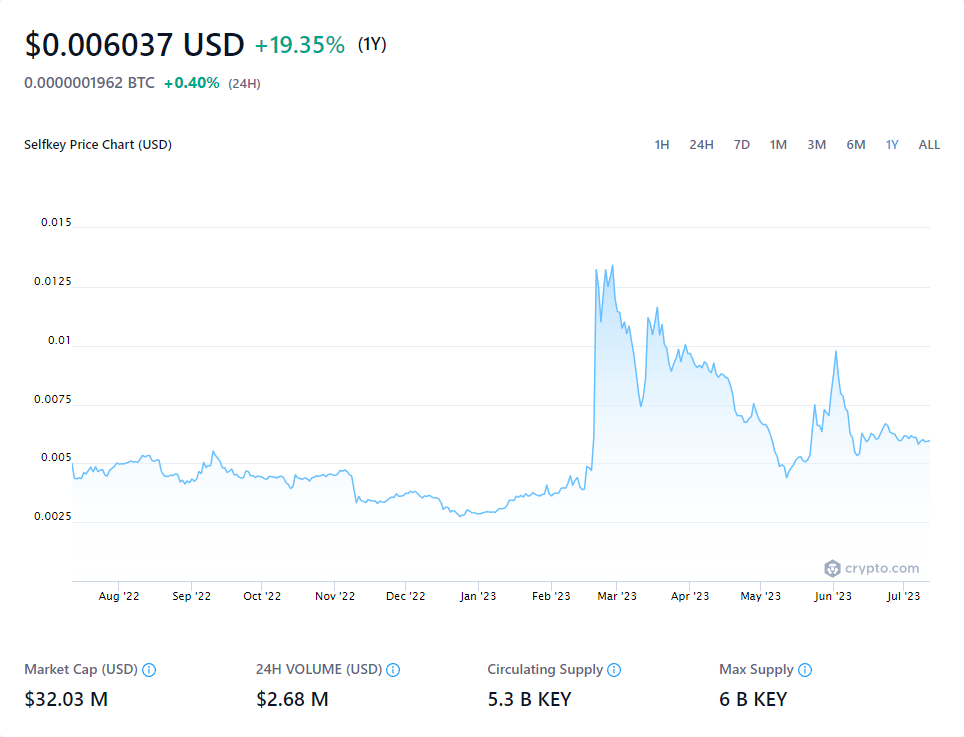 $0.006037 USD +19.35% (1Y)
0.0000001962 BTC +0.40% (24H)
Selfkey Price Chart (USD) 1H 24H 7D 1M 3M 6M 1Y ALL
0.015
0.0125
0.01
0.0075
0.005
0.0025
crypto.com
Aug '22 Sep '22 Oct '22 Nov '22 Dec '22 Jan '23 Feb '23 Mar '23 Apr '23 May '23 Jun '23 Jul '23
Market Cap (USD) 24H VOLUME (USD) Circulating Supply Max Supply
$32.03 M $2.68 M 5.3 B KEY 6 B KEY